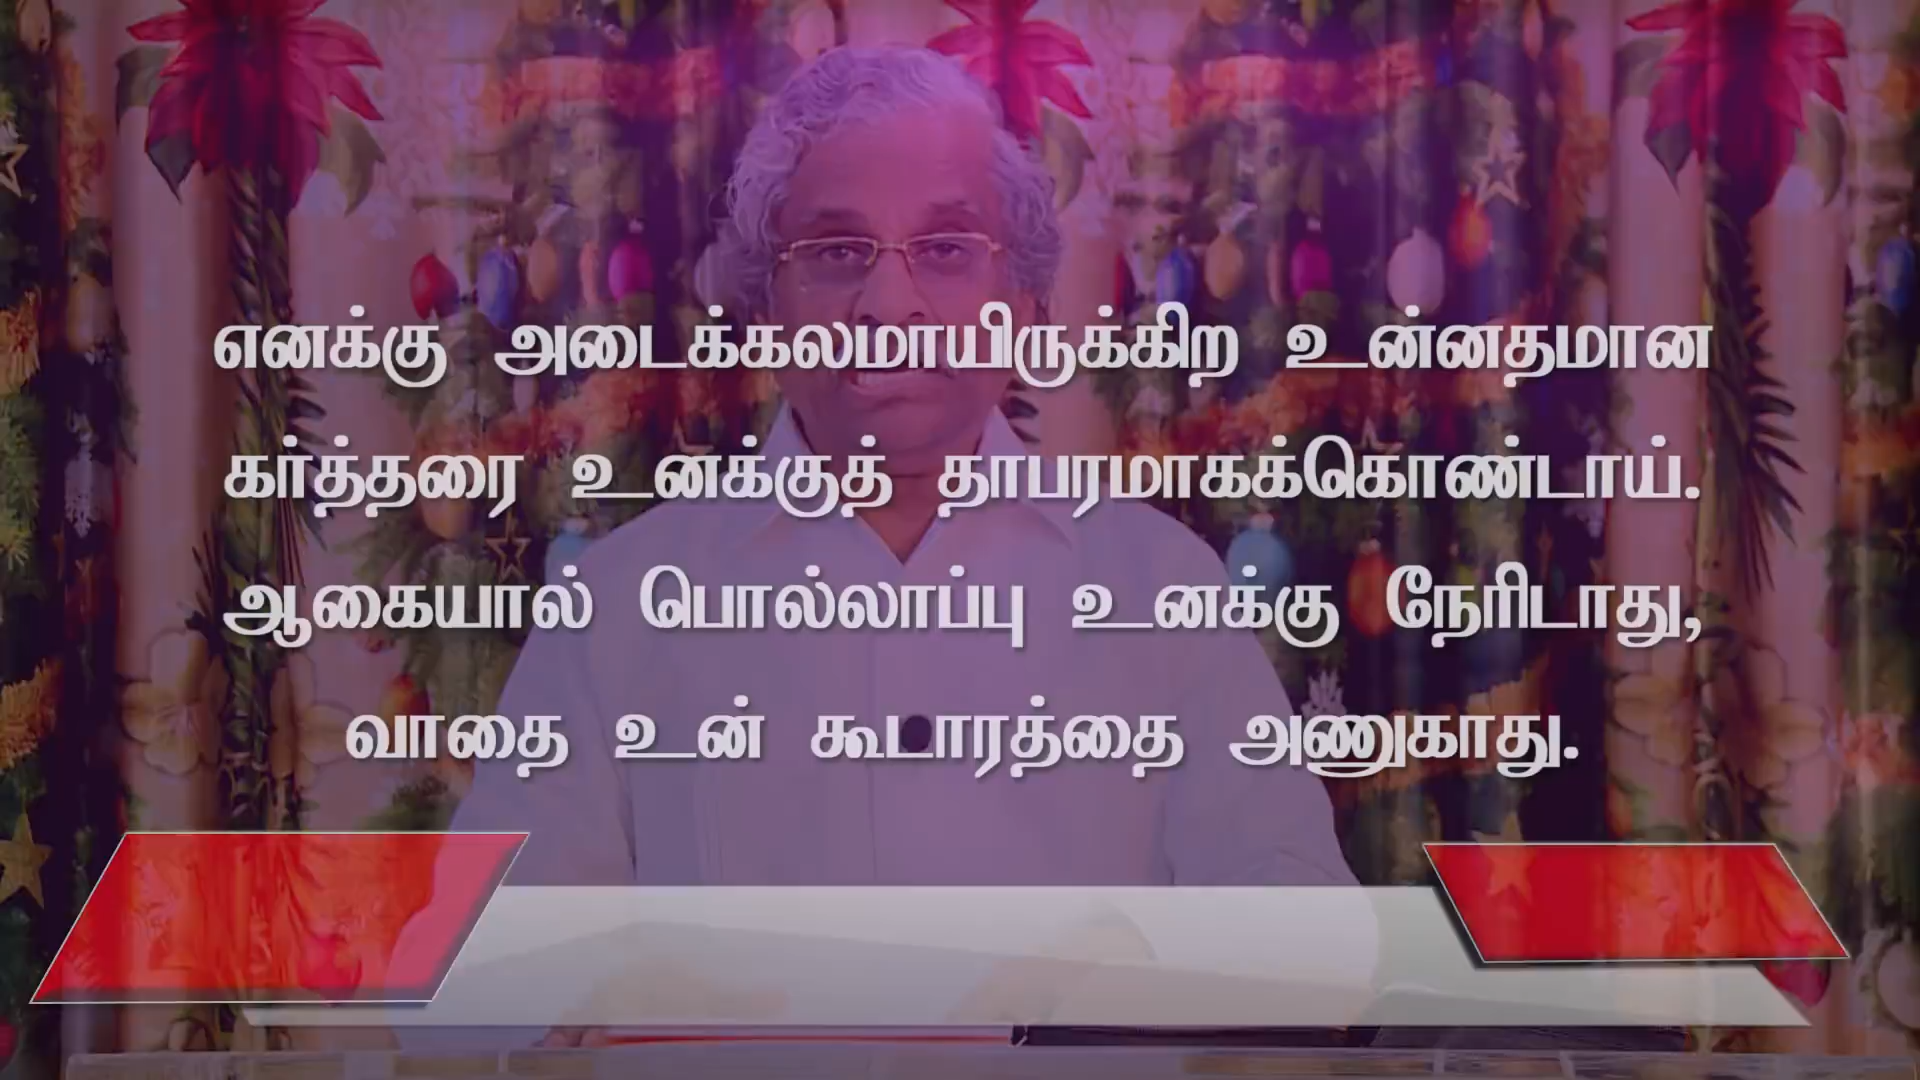 எனக்கு அடைக்கலமாயிருக்கிற உன்னதமான
கர்த்தரை உனக்குத் தாபரமாகக்கொண்டாய்.
ஆகையால் பொல்லாப்பு உனக்கு நேரிடாது,
வாதை உன் கூடாரத்தை அணுகாது.